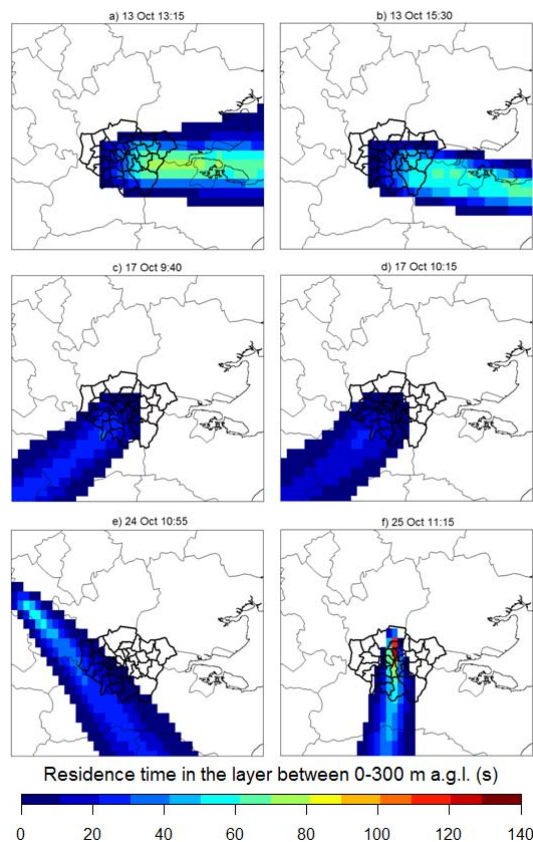 a) 13 Oct 13:15
b) 13 Oct 15:30
c) 17 Oct 9:40
d) 17 Oct 10:15
e) 24 Oct 10:55
f) 25 Oct 11:15
Residence time in the layer between 0-300 m a.g.l. (s)
0 20 40 60 80 100 120 140